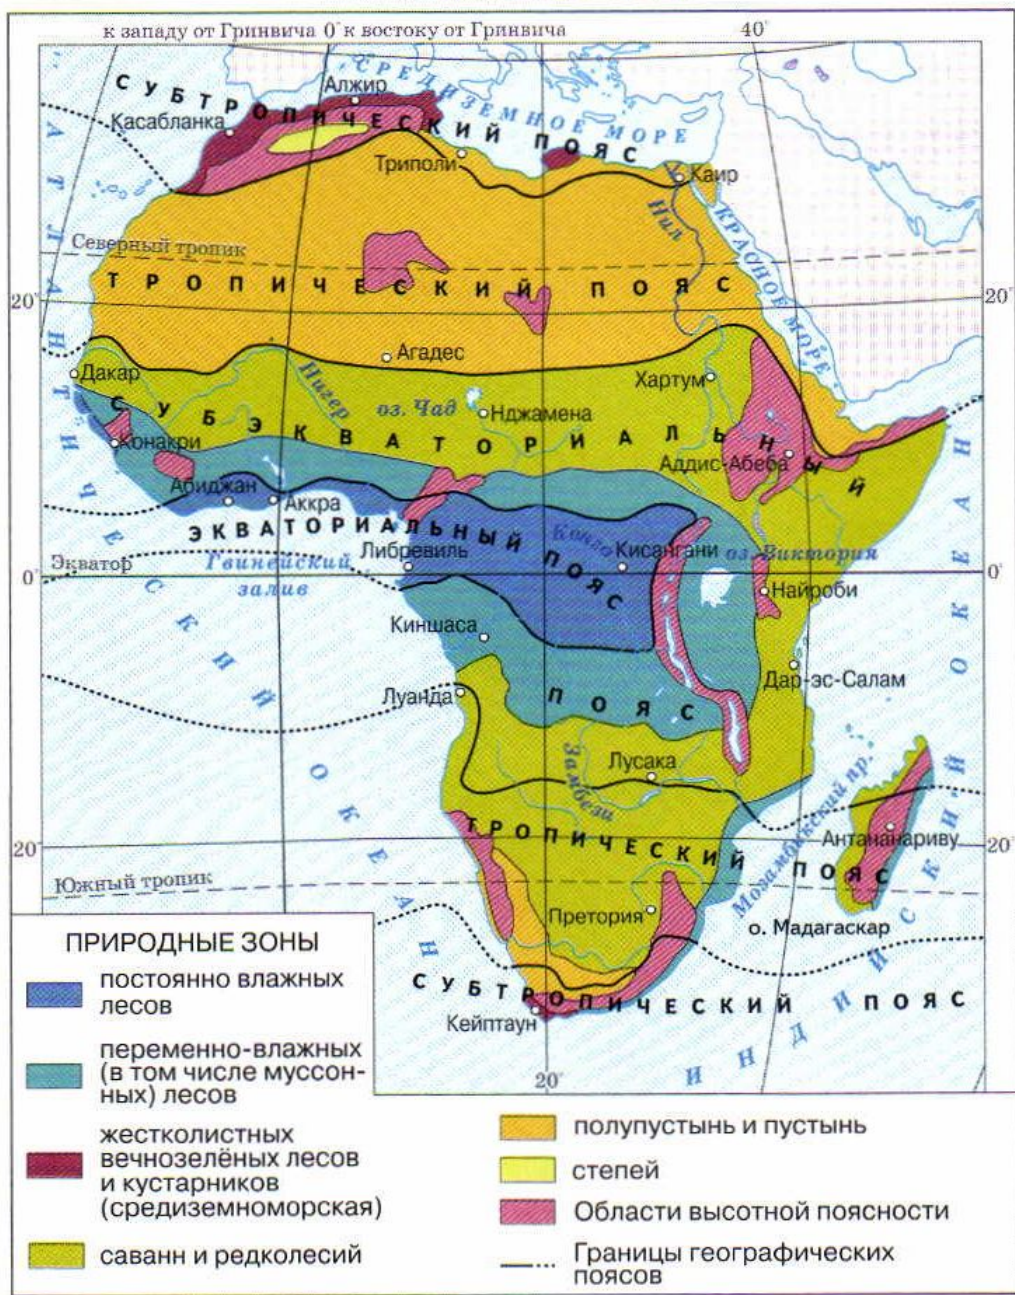 к западу от Гринвича 0° к востоку от Гринвича
40°
СРЕДИЗЕМНОЕ МОРЕ
СУБТРОПИЧЕСКИЙ ПОЯС
Алжир
Касабланка
Триполи
Каир
Нил
КРАСНОЕ МОРЕ
АТЛАНТИЧЕСКИЙ ОКЕАН
Северный тропик
ТРОПИЧЕСКИЙ ПОЯС
20°
20°
Агадес
Дакар
Хартум
Нигер
оз. Чад
Нджамена
СУБЭКВАТОРИАЛЬНЫЙ
Конакри
Аддис-Абеба
Абиджан
Аккра
ЭКВАТОРИАЛЬНЫЙ ПОЯС
Конго
Либревиль
Кисангани
оз. Виктория
Экватор
Гвинейский
залив
0°
0°
Найроби
Киншаса
Дар-эс-Салам
Луанда
ПОЯС
Лусака
Замбези
Мозамбикский пр.
ТРОПИЧЕСКИЙ ПОЯС
Антананариву
20°
20°
Южный тропик
Претория
о. Мадагаскар
ИНДИЙСКИЙ ОКЕАН
СУБТРОПИЧЕСКИЙ ПОЯС
Кейптаун
20°
ПРИРОДНЫЕ ЗОНЫ
постоянно влажных
лесов
переменно-влажных
(в том числе муссон-
ных) лесов
жестколистных
вечнозелёных лесов
и кустарников
(средиземноморская)
саванн и редколесий
полупустынь и пустынь
степей
Области высотной поясности
Границы географических
поясов